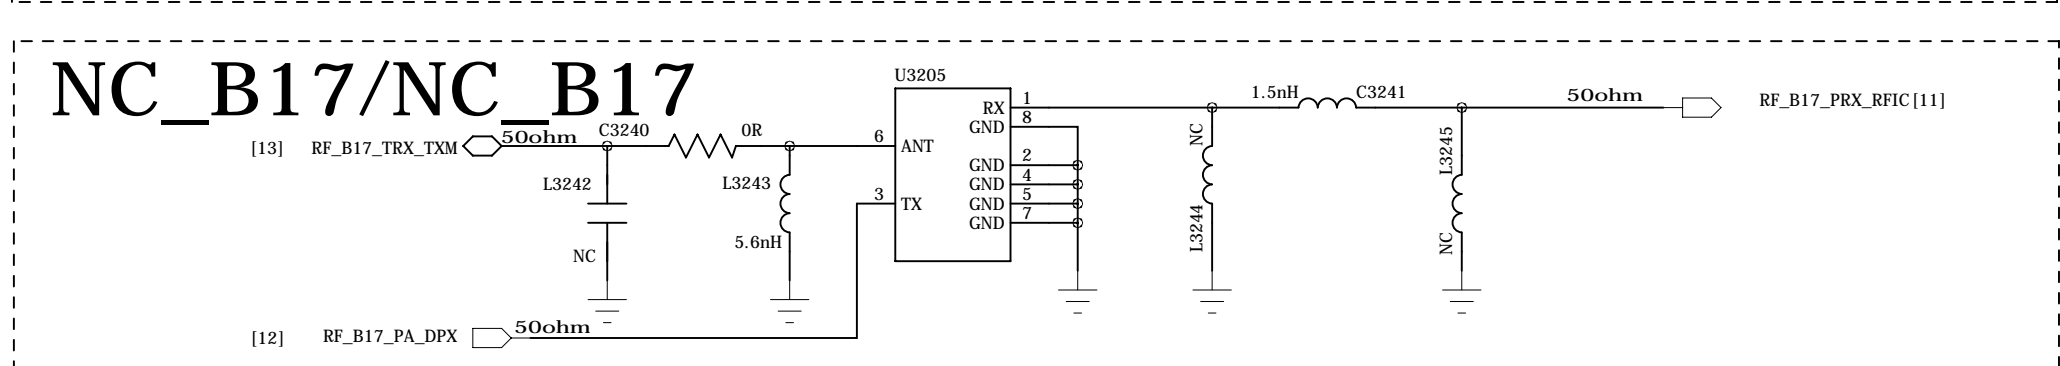 NC_B17/NC_B17
U3205
[13] RF_B17_TRX_TXM 50ohm C3240 0R
6 ANT
3 TX
RX 1
GND 8
GND 2
GND 4
GND 5
GND 7
L3242
NC
L3243
5.6nH
NC
L3244
1.5nH C3241
L3245
NC
50ohm RF_B17_PRX_RFIC [11]
[12] RF_B17_PA_DPX 50ohm